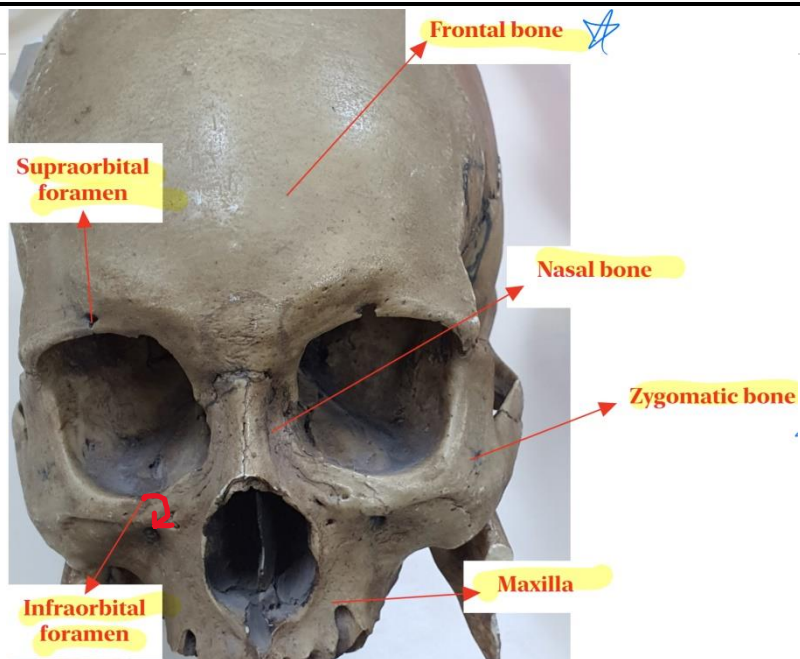 Frontal bone
Supraorbital
foramen
Nasal bone
Zygomatic bone
Maxilla
Infraorbital
foramen